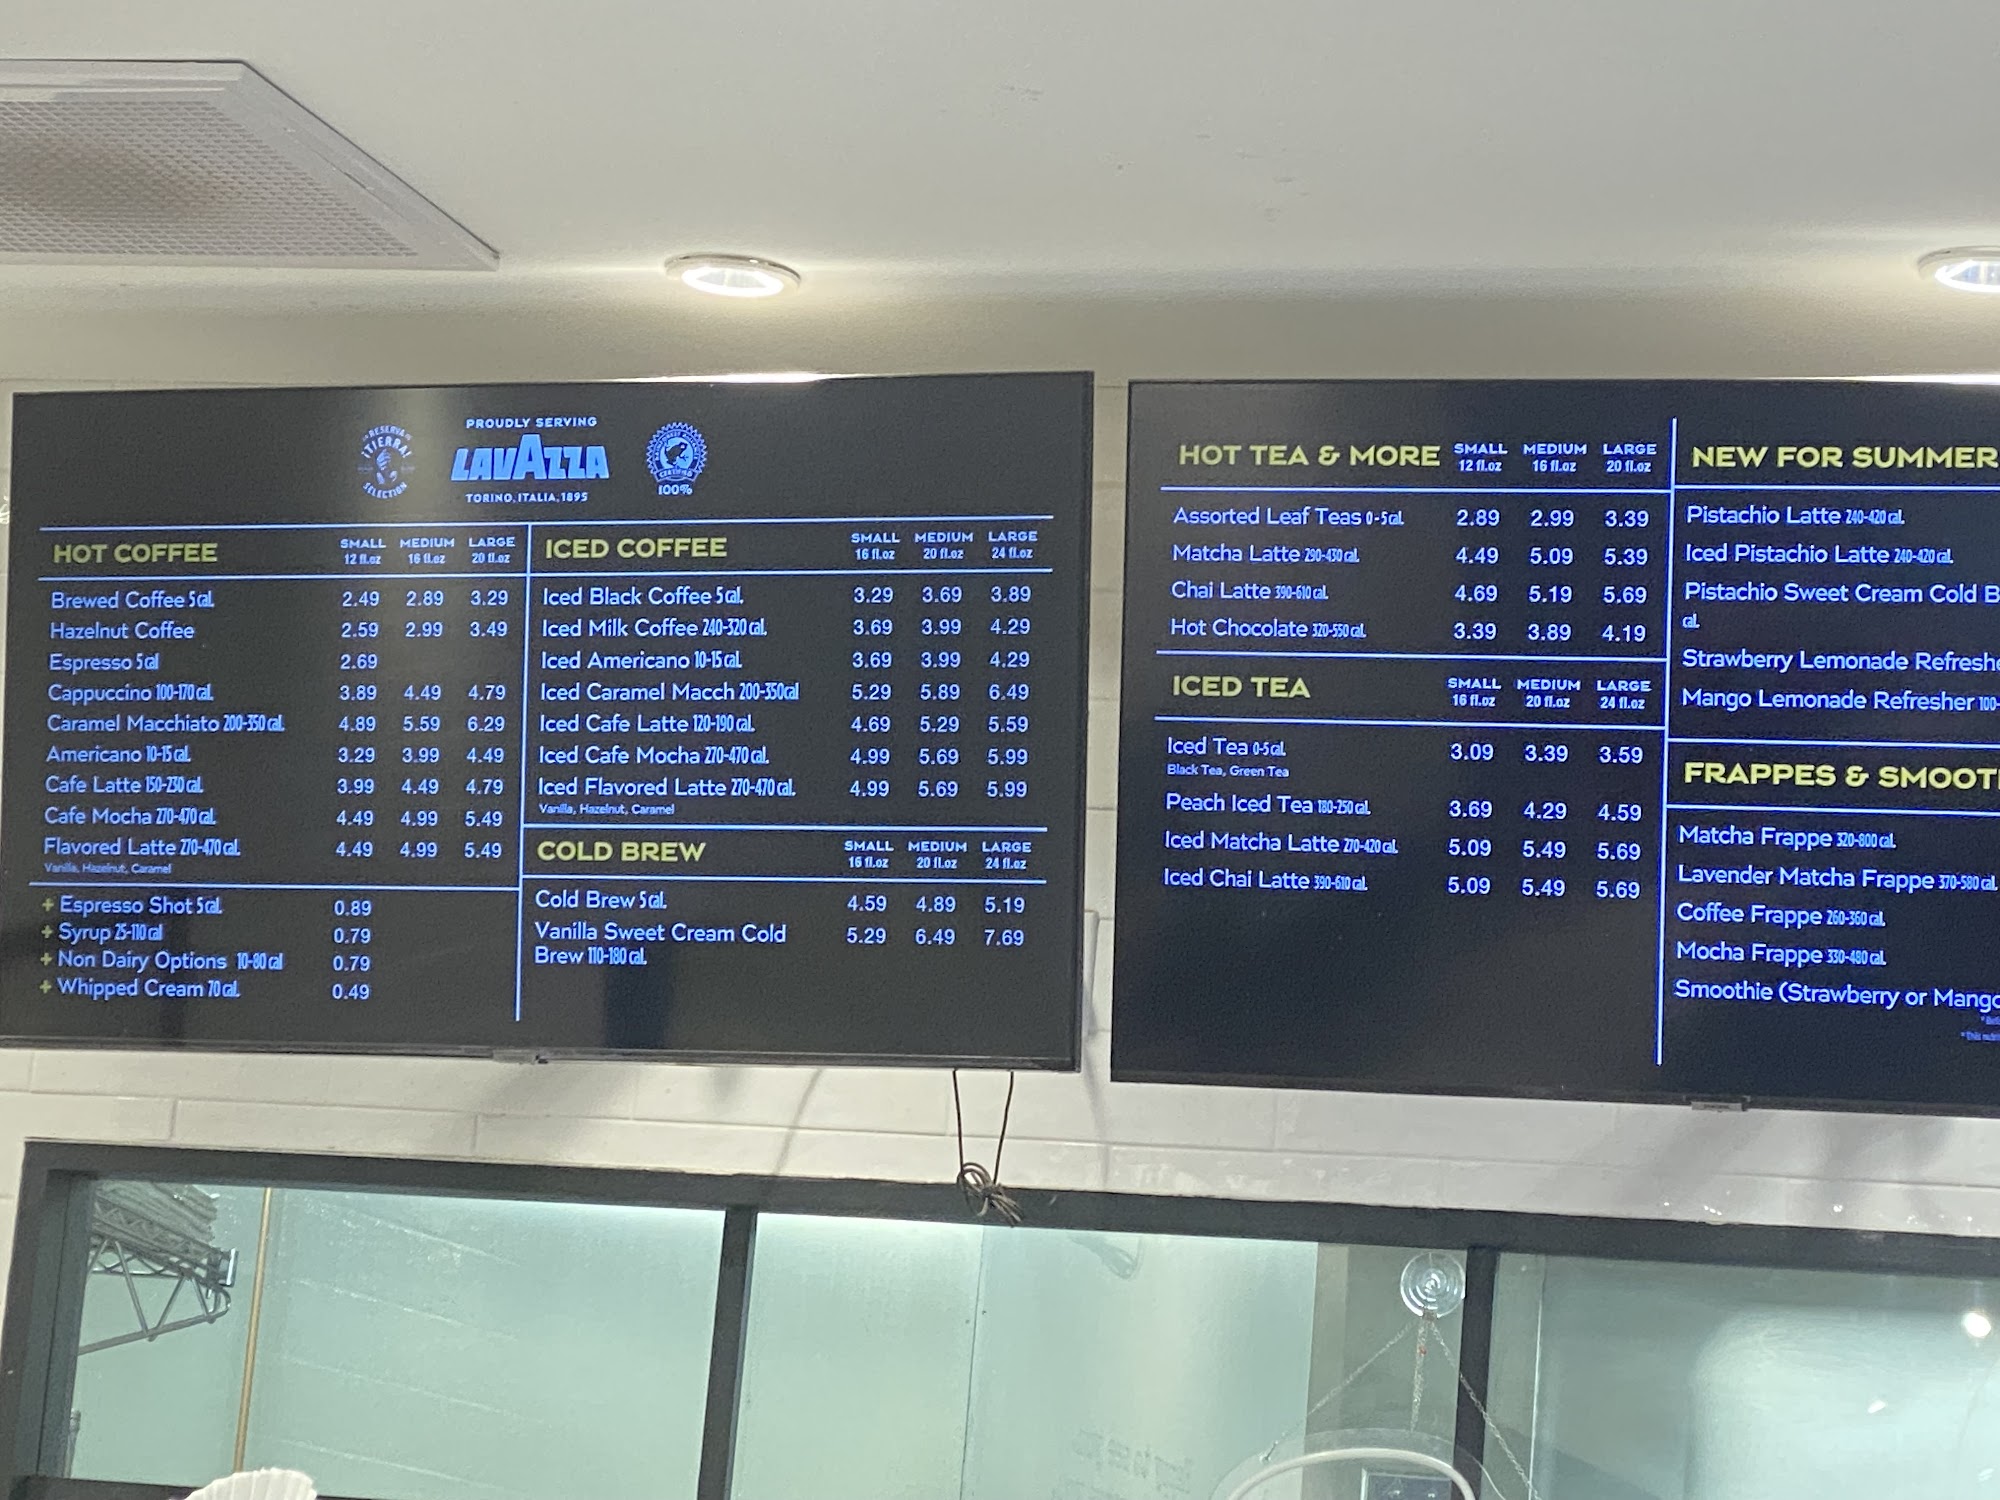 RESERVA
¡TIERRA!
SELECTION
PROUDLY SERVING
LAVAZZA
TORINO, ITALIA, 1895
CERTIFIED
100%
HOT COFFEE SMALL MEDIUM LARGE
12 fl.oz 16 fl.oz 20 fl.oz
Brewed Coffee 5 cal. 2.49 2.89 3.29
Hazelnut Coffee 2.59 2.99 3.49
Espresso 5 cal 2.69
Cappuccino 100-170 cal. 3.89 4.49 4.79
Caramel Macchiato 200-350 cal. 4.89 5.59 6.29
Americano 10-15 cal. 3.29 3.99 4.49
Cafe Latte 150-230 cal. 3.99 4.49 4.79
Cafe Mocha 270-470 cal. 4.49 4.99 5.49
Flavored Latte 270-470 cal. 4.49 4.99 5.49
Vanilla, Hazelnut, Caramel
+ Espresso Shot 5 cal. 0.89
+ Syrup 25-110 cal 0.79
+ Non Dairy Options 10-80 cal 0.79
+ Whipped Cream 70 cal. 0.49
ICED COFFEE SMALL MEDIUM LARGE
16 fl.oz 20 fl.oz 24 fl.oz
Iced Black Coffee 5 cal. 3.29 3.69 3.89
Iced Milk Coffee 240-320 cal. 3.69 3.99 4.29
Iced Americano 10-15 cal. 3.69 3.99 4.29
Iced Caramel Macch 200-350cal 5.29 5.89 6.49
Iced Cafe Latte 120-190 cal. 4.69 5.29 5.59
Iced Cafe Mocha 270-470 cal. 4.99 5.69 5.99
Iced Flavored Latte 270-470 cal. 4.99 5.69 5.99
Vanilla, Hazelnut, Caramel
COLD BREW SMALL MEDIUM LARGE
16 fl.oz 20 fl.oz 24 fl.oz
Cold Brew 5 cal. 4.59 4.89 5.19
Vanilla Sweet Cream Cold 5.29 6.49 7.69
Brew 110-180 cal.
HOT TEA & MORE SMALL MEDIUM LARGE
12 fl.oz 16 fl.oz 20 fl.oz
Assorted Leaf Teas 0-5 cal. 2.89 2.99 3.39
Matcha Latte 290-430 cal. 4.49 5.09 5.39
Chai Latte 390-610 cal. 4.69 5.19 5.69
Hot Chocolate 320-550 cal. 3.39 3.89 4.19
ICED TEA SMALL MEDIUM LARGE
16 fl.oz 20 fl.oz 24 fl.oz
Iced Tea 0-5 cal. 3.09 3.39 3.59
Black Tea, Green Tea
Peach Iced Tea 180-250 cal. 3.69 4.29 4.59
Iced Matcha Latte 270-420 cal. 5.09 5.49 5.69
Iced Chai Latte 390-610 cal. 5.09 5.49 5.69
NEW FOR SUMMER
Pistachio Latte 240-420 cal.
Iced Pistachio Latte 240-420 cal.
Pistachio Sweet Cream Cold B
cal.
Strawberry Lemonade Refreshe
Mango Lemonade Refresher 100-
FRAPPES & SMOOT
Matcha Frappe 320-800 cal.
Lavender Matcha Frappe 370-580 cal.
Coffee Frappe 260-360 cal.
Mocha Frappe 330-480 cal.
Smoothie (Strawberry or Mango